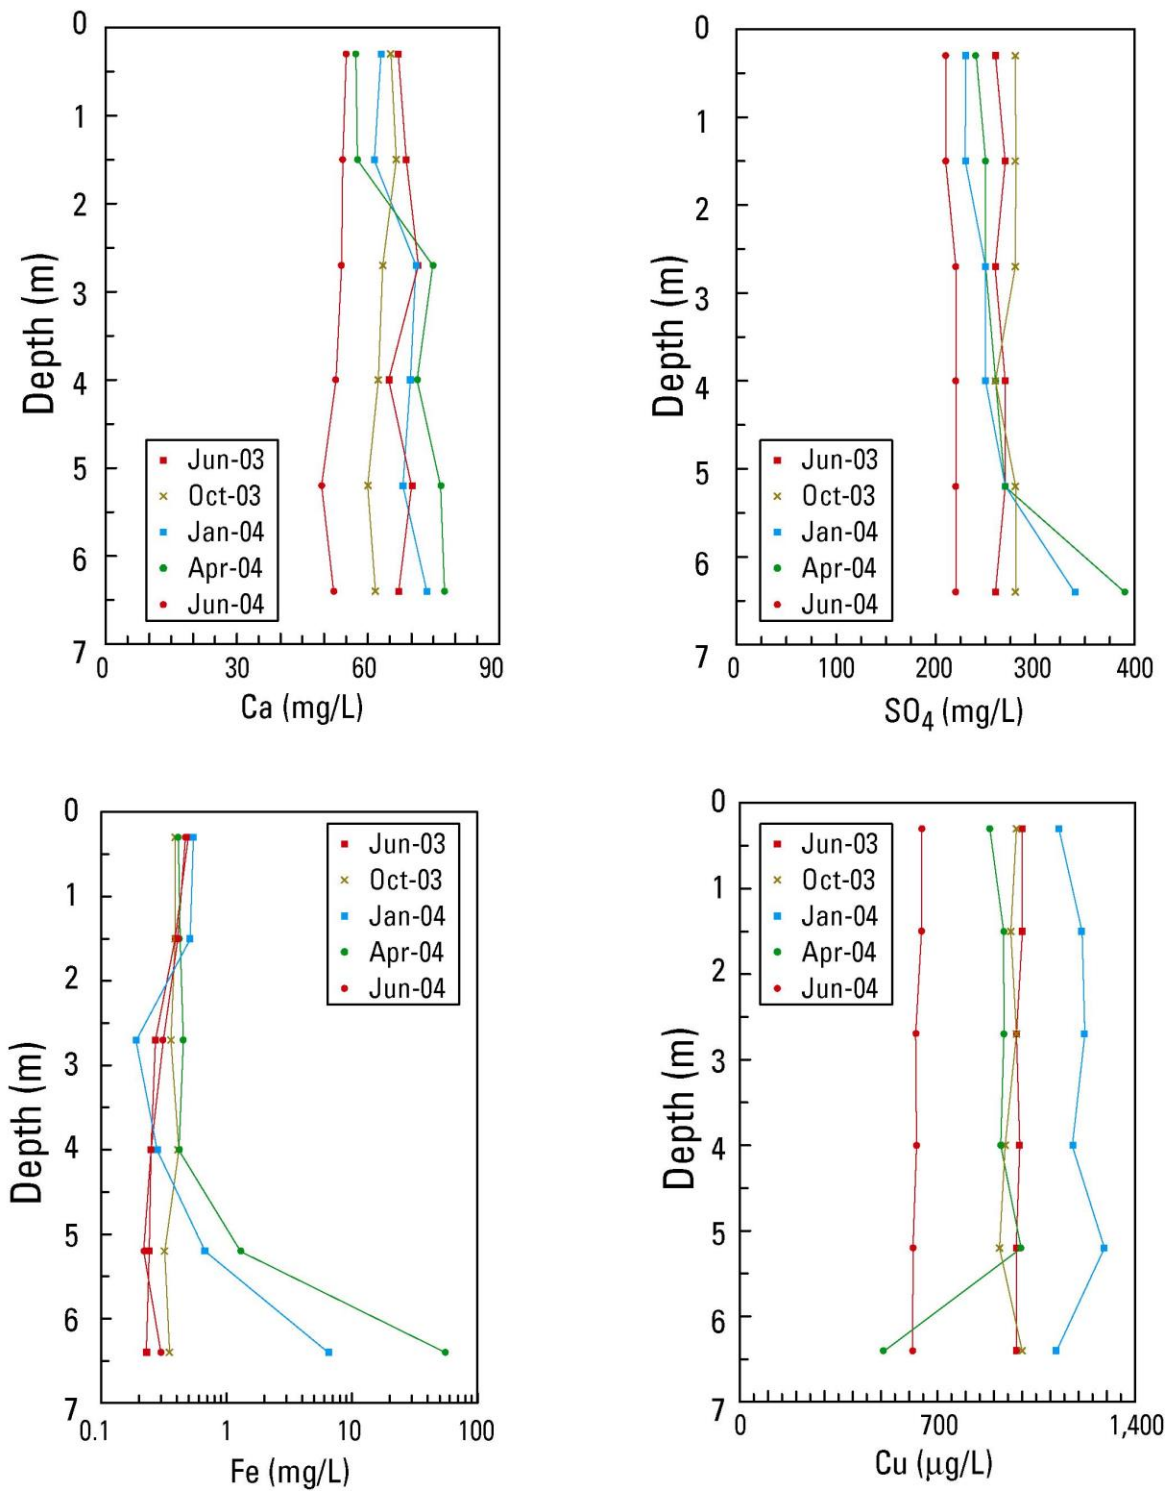 0
1
2
3
4
5
6
7
Depth (m)
Jun-03
Oct-03
Jan-04
Apr-04
Jun-04
0 30 60 90
Ca (mg/L)
0
1
2
3
4
5
6
7
Depth (m)
Jun-03
Oct-03
Jan-04
Apr-04
Jun-04
0 100 200 300 400
SO4 (mg/L)
0
1
2
3
4
5
6
7
Depth (m)
Jun-03
Oct-03
Jan-04
Apr-04
Jun-04
0.1 1 10 100
Fe (mg/L)
0
1
2
3
4
5
6
7
Depth (m)
Jun-03
Oct-03
Jan-04
Apr-04
Jun-04
0 700 1,400
Cu (μg/L)